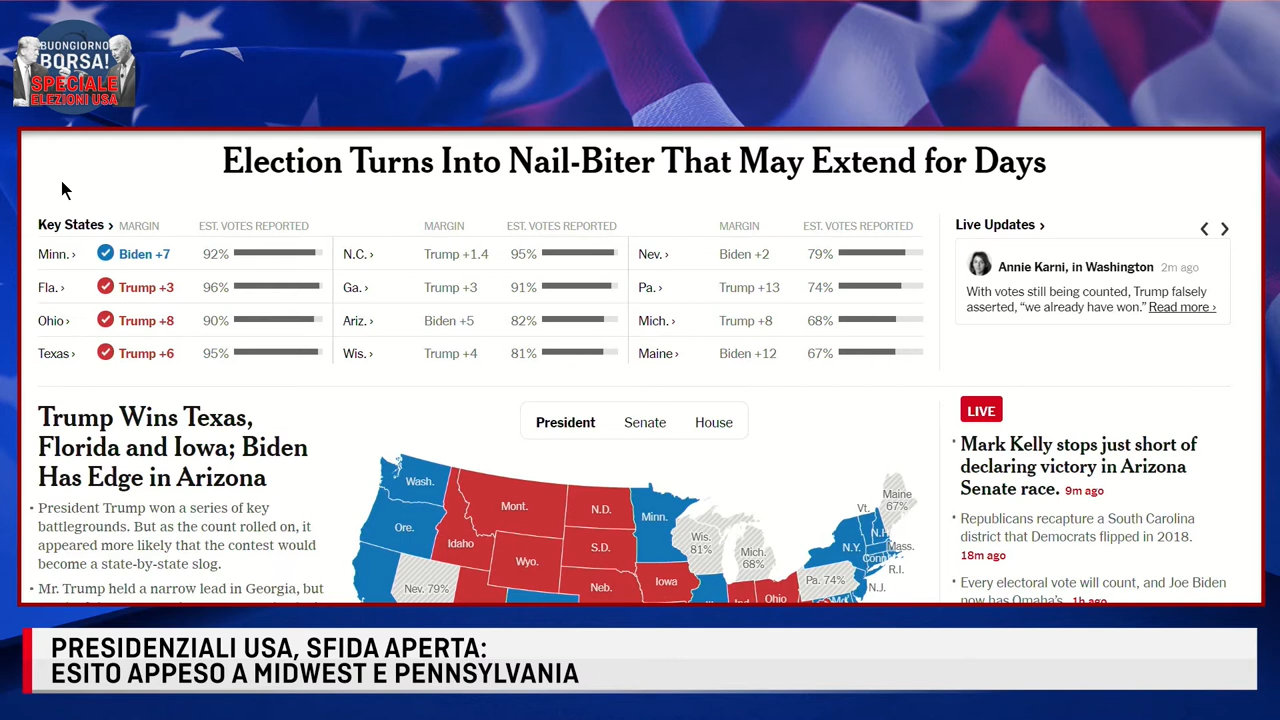 BUONGIORNO
BORSA!
SPECIALE
ELEZIONI USA
Election Turns Into Nail-Biter That May Extend for Days
Key States › MARGIN EST. VOTES REPORTED MARGIN EST. VOTES REPORTED MARGIN EST. VOTES REPORTED
Minn. › Biden +7 92% N.C. › Trump +1.4 95% Nev. › Biden +2 79%
Fla. › Trump +3 96% Ga. › Trump +3 91% Pa. › Trump +13 74%
Ohio › Trump +8 90% Ariz. › Biden +5 82% Mich. › Trump +8 68%
Texas › Trump +6 95% Wis. › Trump +4 81% Maine › Biden +12 67%
Live Updates ›
Annie Karni, in Washington 2m ago
With votes still being counted, Trump falsely
asserted, “we already have won.” Read more ›
Trump Wins Texas,
Florida and Iowa; Biden
Has Edge in Arizona
• President Trump won a series of key
battlegrounds. But as the count rolled on, it
appeared more likely that the contest would
become a state-by-state slog.
• Mr. Trump held a narrow lead in Georgia, but
President Senate House
Wash.
Ore.
Idaho
Mont.
Wyo.
Nev. 79%
N.D.
S.D.
Neb.
Minn.
Iowa
Wis.
81%
Mich.
68%
Ind.
Ohio
Pa. 74%
Md.
N.J.
N.Y.
Vt.
N.H.
Maine
67%
Mass.
Conn.
R.I.
LIVE
• Mark Kelly stops just short of
declaring victory in Arizona
Senate race. 9m ago
• Republicans recapture a South Carolina
district that Democrats flipped in 2018.
18m ago
• Every electoral vote will count, and Joe Biden
now has Omaha’s. 1h ago
PRESIDENZIALI USA, SFIDA APERTA:
ESITO APPESO A MIDWEST E PENNSYLVANIA